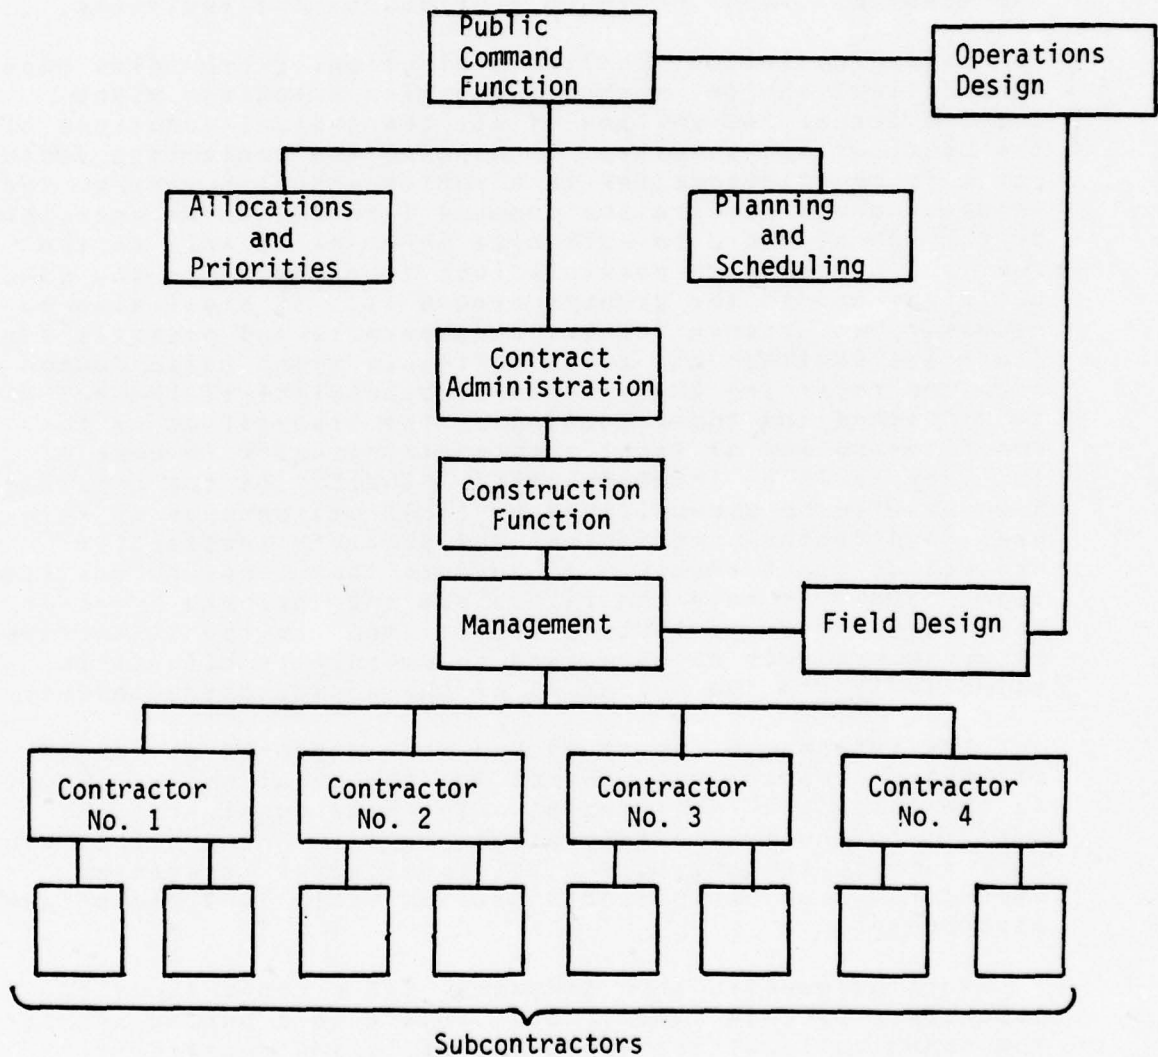 Public
Command
Function
Operations
Design
Allocations
and
Priorities
Planning
and
Scheduling
Contract
Administration
Construction
Function
Management
Field Design
Contractor
No. 1
Contractor
No. 2
Contractor
No. 3
Contractor
No. 4
Subcontractors